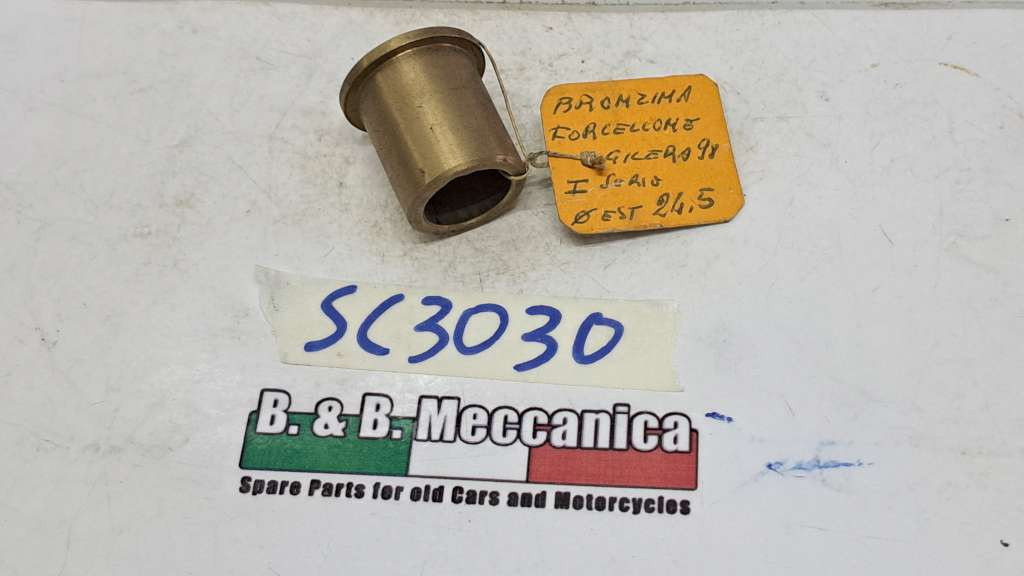 BRONZINA
FORCELLONE
GILERA 98
I SERIE
Ø EST 24.5
SC3030
B. & B. Meccanica
Spare Parts for old Cars and Motorcycles